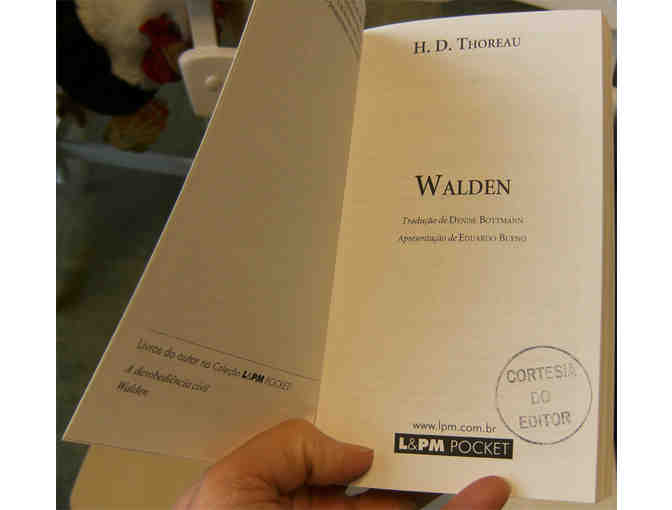 Livros do autor na Coleção L&PM POCKET
A desobediência civil
Walden
H. D. THOREAU
WALDEN
Tradução de DENISE BOTTMANN
Apresentação de EDUARDO BUENO
CORTESIA
DO
EDITOR
www.lpm.com.br
L&PM POCKET